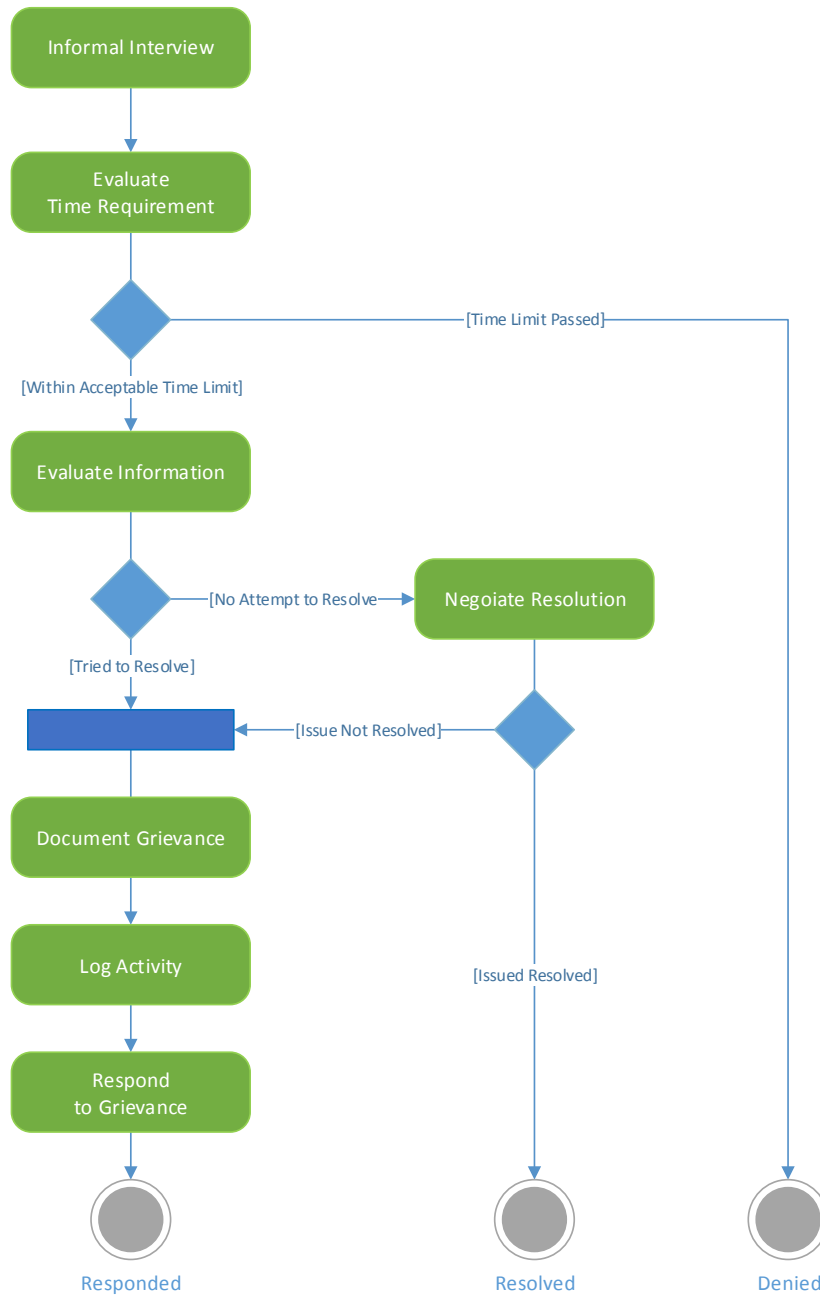 Informal Interview
Evaluate
Time Requirement
[Time Limit Passed]
[Within Acceptable Time Limit]
Evaluate Information
[No Attempt to Resolve
Negoiate Resolution
[Tried to Resolve]
[Issue Not Resolved]
Document Grievance
Log Activity
[Issued Resolved]
Respond
to Grievance
Responded
Resolved
Denied